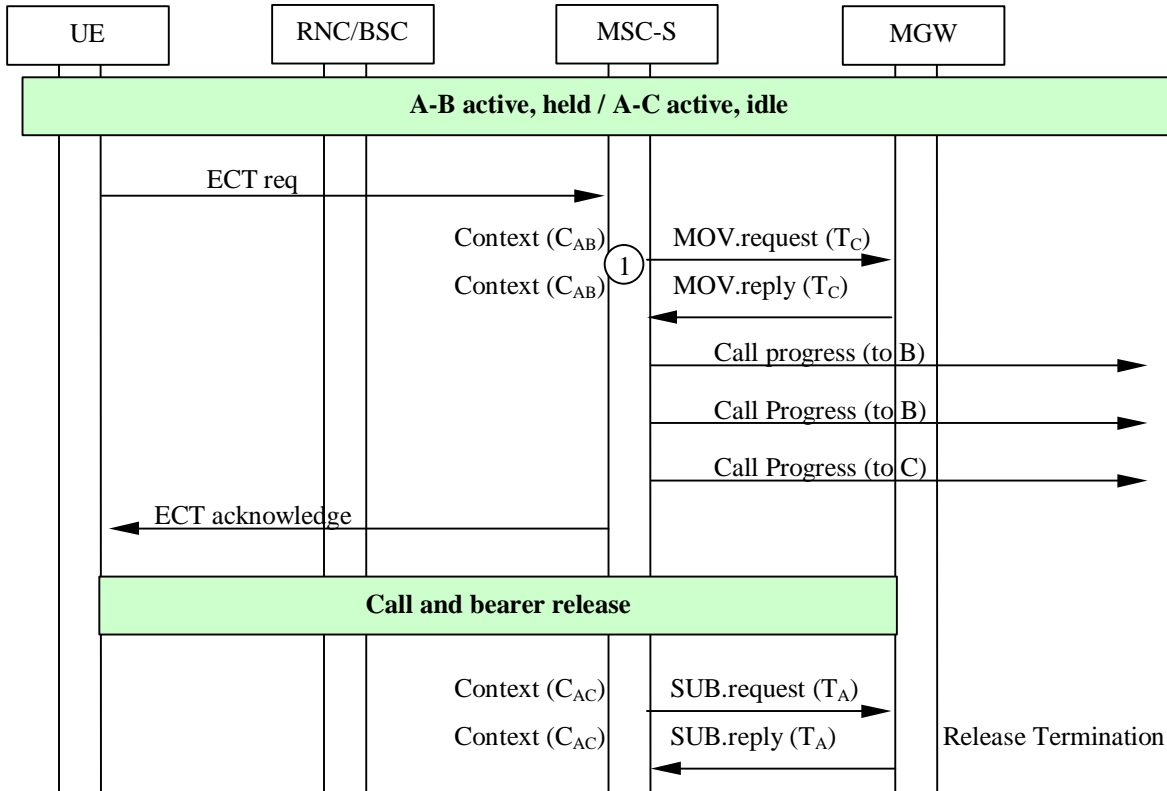 UE RNC/BSC MSC-S MGW
A-B active, held / A-C active, idle
ECT req
Context (CAB) MOV.request (TC)
1
Context (CAB) MOV.reply (TC)
Call progress (to B)
Call Progress (to B)
Call Progress (to C)
ECT acknowledge
Call and bearer release
Context (CAC) SUB.request (TA)
Context (CAC) SUB.reply (TA) Release Termination